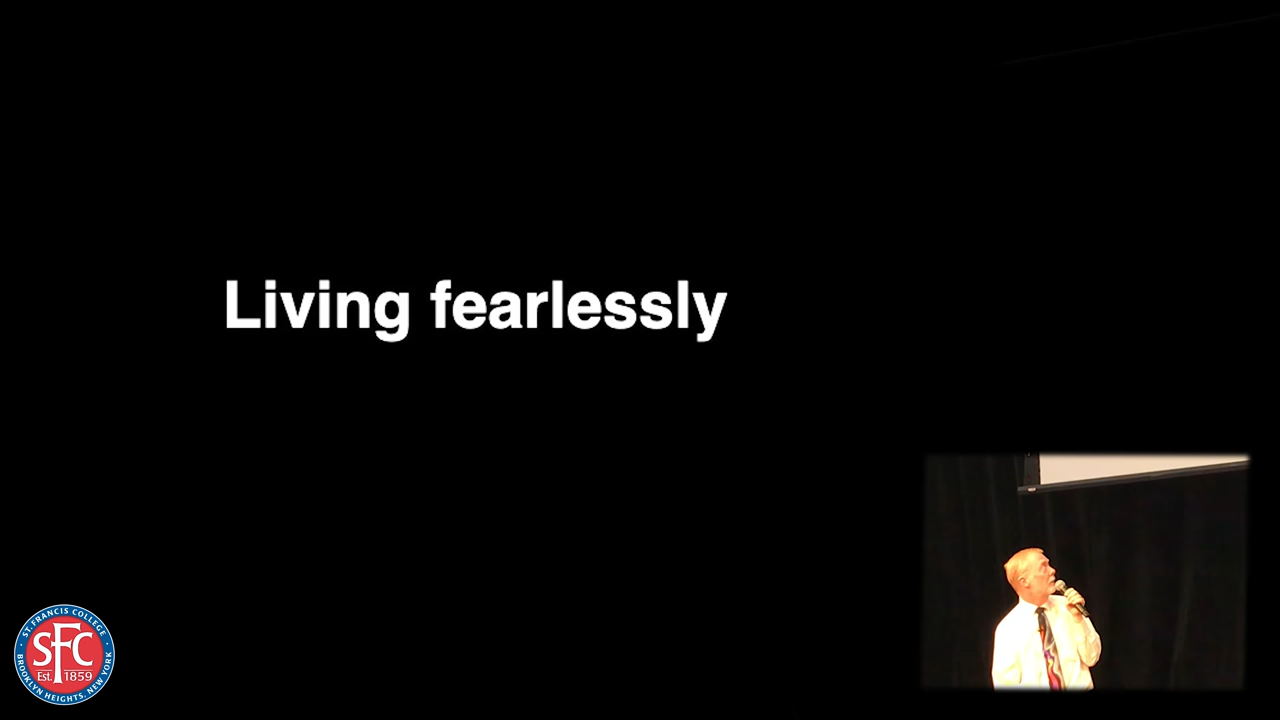 Living fearlessly
· ST. FRANCIS COLLEGE ·
SFC
Est. 1859
BROOKLYN HEIGHTS, NEW YORK